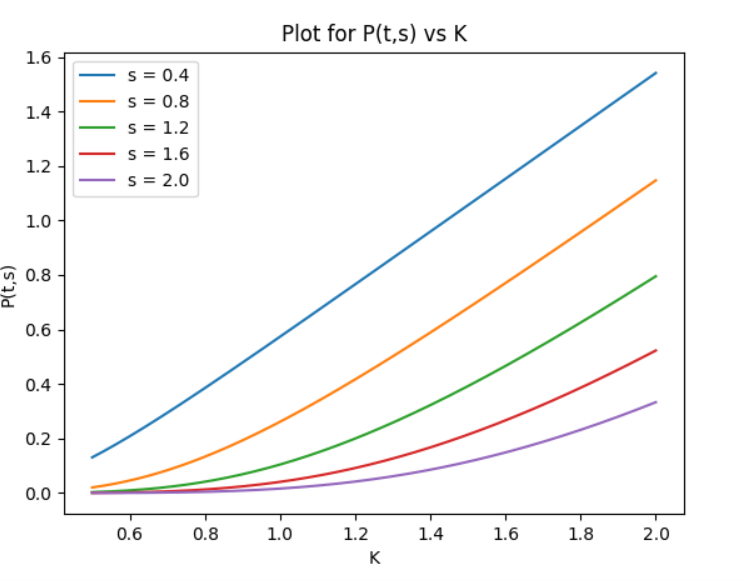 Plot for P(t,s) vs K
1.6
1.4
1.2
1.0
0.8
0.6
0.4
0.2
0.0
P(t,s)
s = 0.4
s = 0.8
s = 1.2
s = 1.6
s = 2.0
0.6 0.8 1.0 1.2 1.4 1.6 1.8 2.0
K